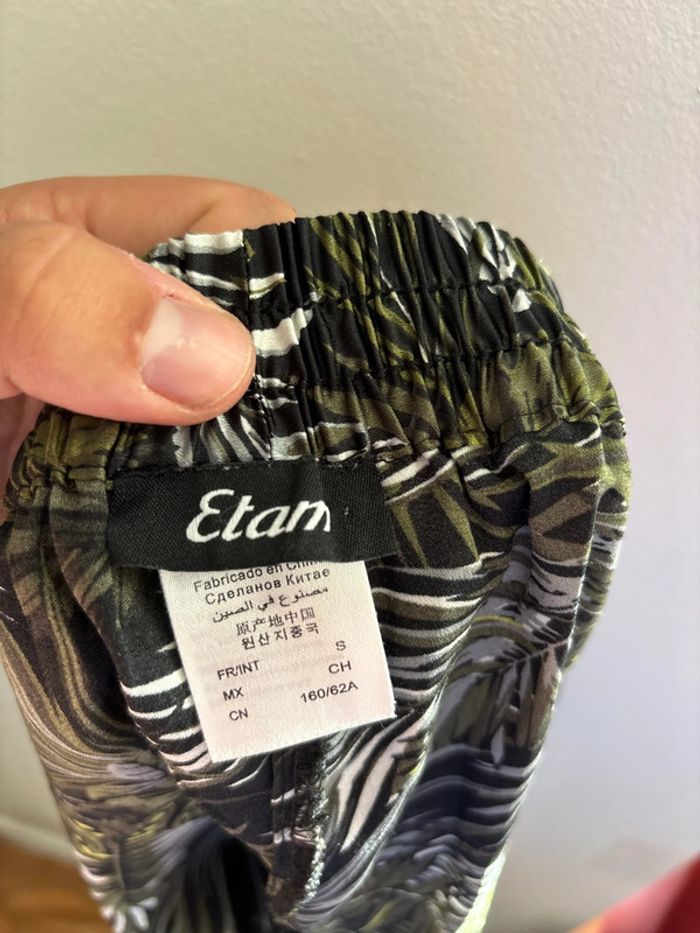 Etam
Fabricado en China
Сделанов Китае
مصنوع في الصين
原产地中国
원산지중국
FR/INT S
MX CH
CN 160/62A